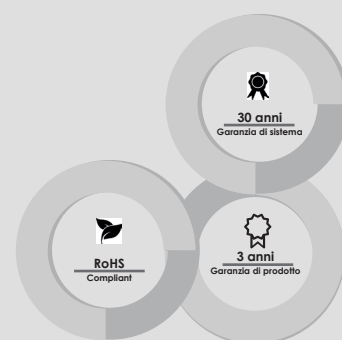 30 anni
Garanzia di sistema
3 anni
Garanzia di prodotto
RoHS
Compliant